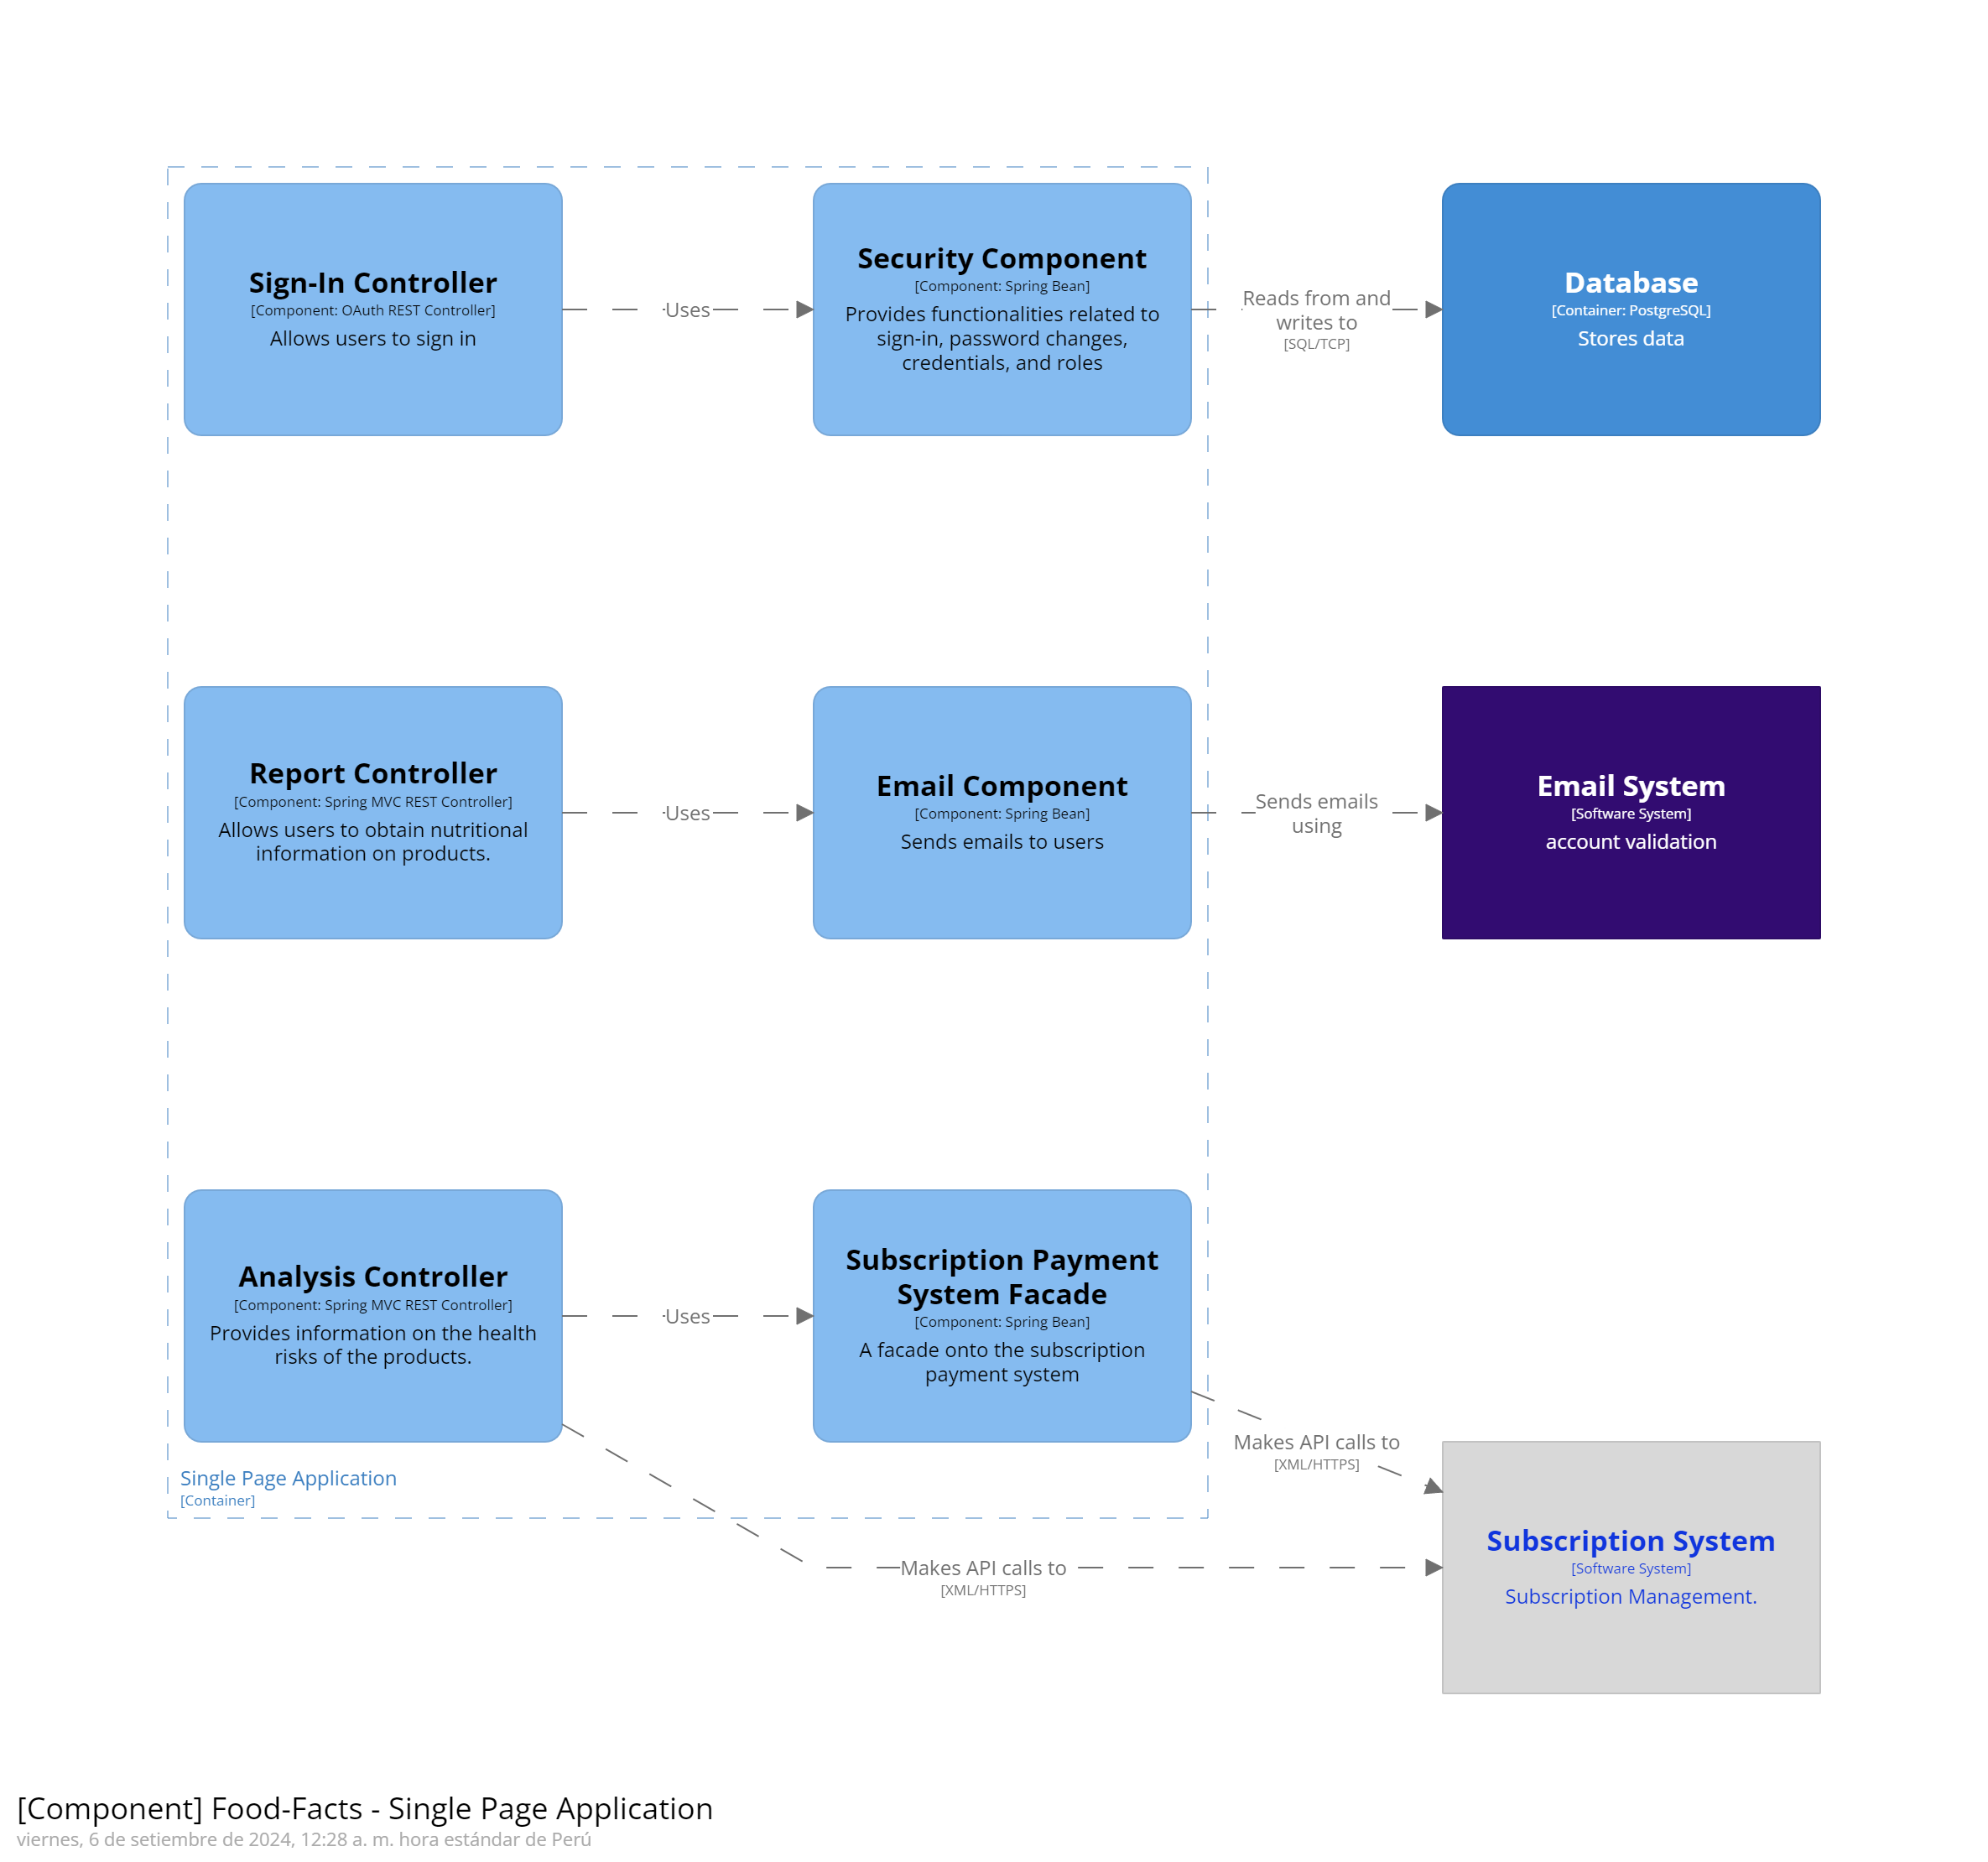 Sign-In Controller
[Component: OAuth REST Controller]
Allows users to sign in
Uses
Security Component
[Component: Spring Bean]
Provides functionalities related to
sign-in, password changes,
credentials, and roles
Reads from and
writes to
[SQL/TCP]
Database
[Container: PostgreSQL]
Stores data
Report Controller
[Component: Spring MVC REST Controller]
Allows users to obtain nutritional
information on products.
Uses
Email Component
[Component: Spring Bean]
Sends emails to users
Sends emails
using
Email System
[Software System]
account validation
Analysis Controller
[Component: Spring MVC REST Controller]
Provides information on the health
risks of the products.
Uses
Subscription Payment
System Facade
[Component: Spring Bean]
A facade onto the subscription
payment system
Makes API calls to
[XML/HTTPS]
Single Page Application
[Container]
Makes API calls to
[XML/HTTPS]
Subscription System
[Software System]
Subscription Management.
[Component] Food-Facts - Single Page Application
viernes, 6 de setiembre de 2024, 12:28 a. m. hora estándar de Perú